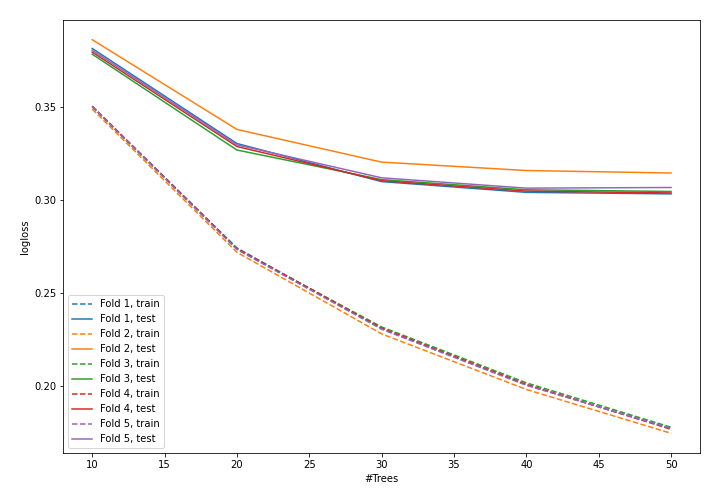 0.35
0.30
0.25
0.20
logloss
Fold 1, train
Fold 1, test
Fold 2, train
Fold 2, test
Fold 3, train
Fold 3, test
Fold 4, train
Fold 4, test
Fold 5, train
Fold 5, test
10 15 20 25 30 35 40 45 50
#Trees